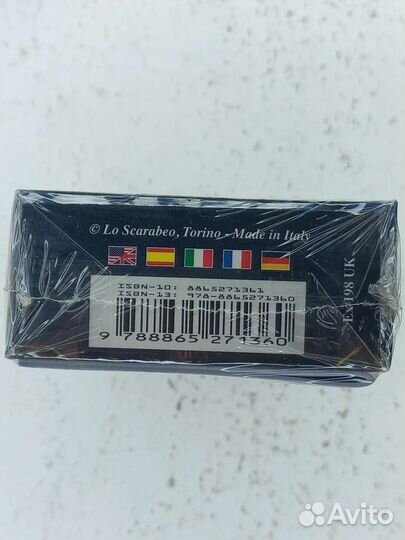 © Lo Scarabeo, Torino - Made in Italy
ISBN-10: 8865271361
ISBN-13: 978-8865271360
9 788865 271360
EX198 UK
Avito